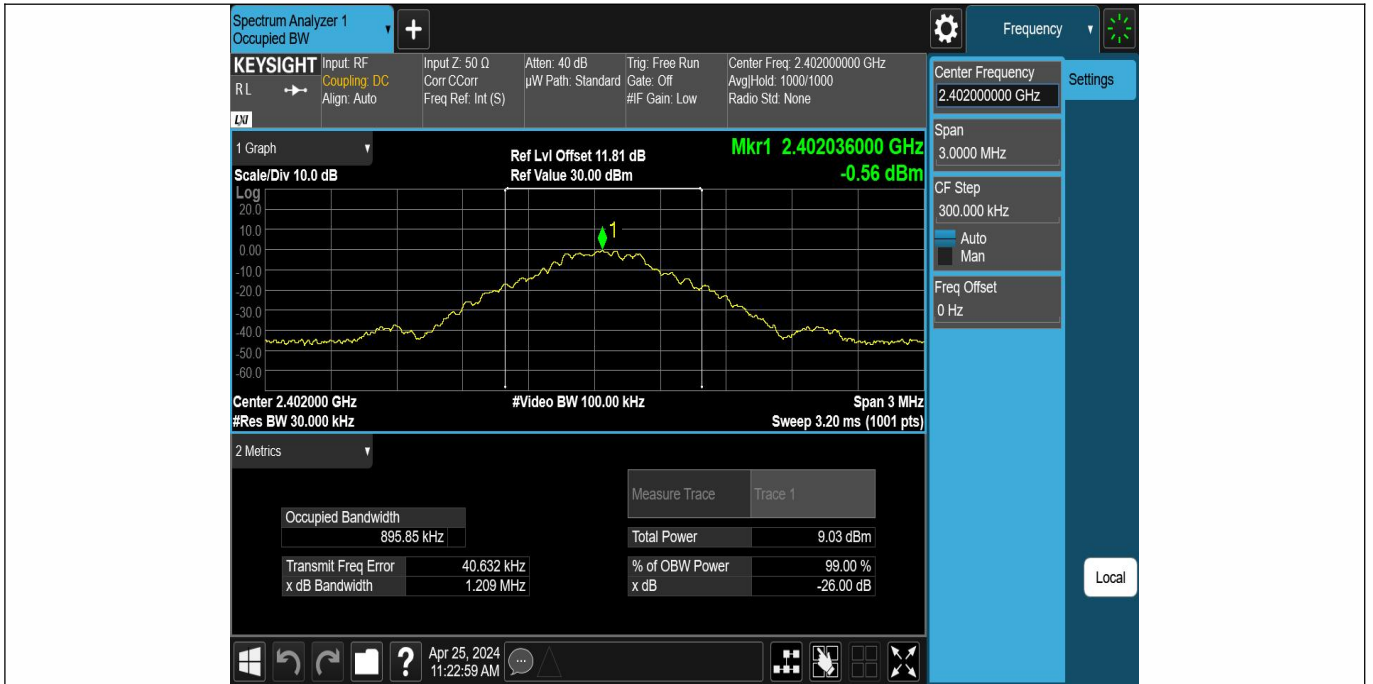 Spectrum Analyzer 1
Occupied BW
+
Frequency
KEYSIGHT
RL
LXI
Input: RF
Coupling: DC
Align: Auto
Input Z: 50 Ω
Corr CCorr
Freq Ref: Int (S)
Atten: 40 dB
µW Path: Standard
Trig: Free Run
Gate: Off
#IF Gain: Low
Center Freq: 2.402000000 GHz
Avg|Hold: 1000/1000
Radio Std: None
Center Frequency
2.402000000 GHz
Settings
Span
3.0000 MHz
CF Step
300.000 kHz
Auto
Man
Freq Offset
0 Hz
Local
1 Graph
Scale/Div 10.0 dB
Ref Lvl Offset 11.81 dB
Ref Value 30.00 dBm
Mkr1 2.402036000 GHz
-0.56 dBm
Log
20.0
10.0
0.00
-10.0
-20.0
-30.0
-40.0
-50.0
-60.0
1
Center 2.402000 GHz
#Res BW 30.000 kHz
#Video BW 100.00 kHz
Span 3 MHz
Sweep 3.20 ms (1001 pts)
2 Metrics
Measure Trace Trace 1
Occupied Bandwidth
895.85 kHz
Total Power 9.03 dBm
Transmit Freq Error 40.632 kHz
% of OBW Power 99.00 %
x dB Bandwidth 1.209 MHz
x dB -26.00 dB
?
Apr 25, 2024
11:22:59 AM